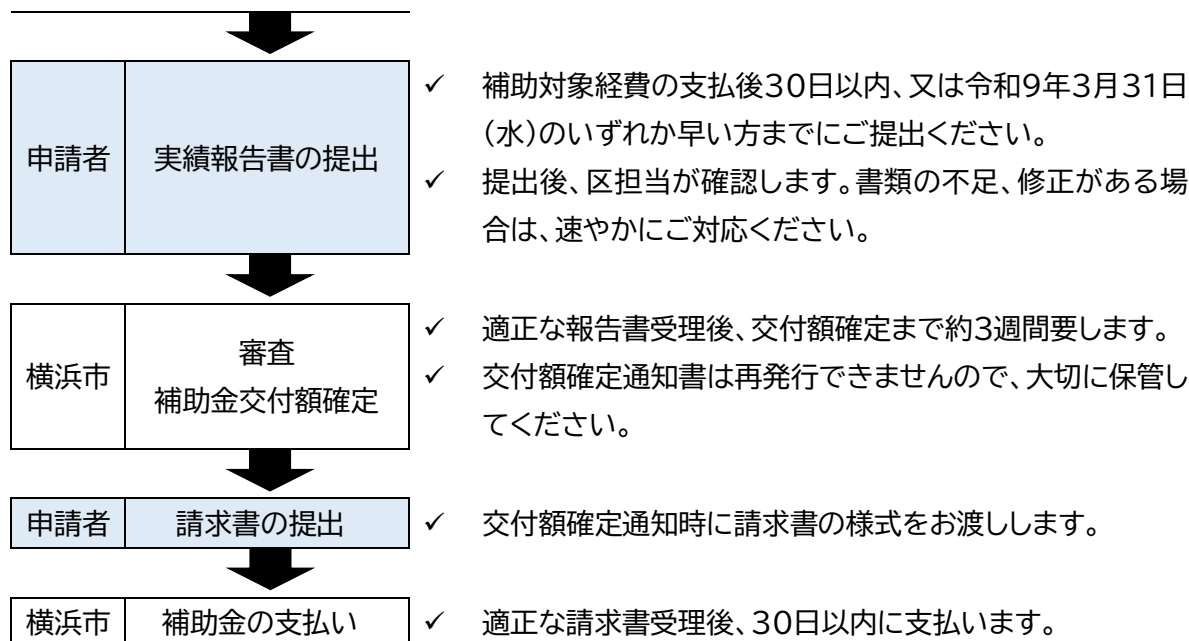 ✓ 補助対象経費の支払後30日以内、又は令和9年3月31日
(水)のいずれか早い方までにご提出ください。
申請者 実績報告書の提出
✓ 提出後、区担当が確認します。書類の不足、修正がある場
合は、速やかにご対応ください。
✓ 適正な報告書受理後、交付額確定まで約3週間要します。
横浜市 審査
補助金交付額確定
✓ 交付額確定通知書は再発行できませんので、大切に保管し
てください。
申請者 請求書の提出 ✓ 交付額確定通知時に請求書の様式をお渡しします。
横浜市 補助金の支払い ✓ 適正な請求書受理後、30日以内に支払います。